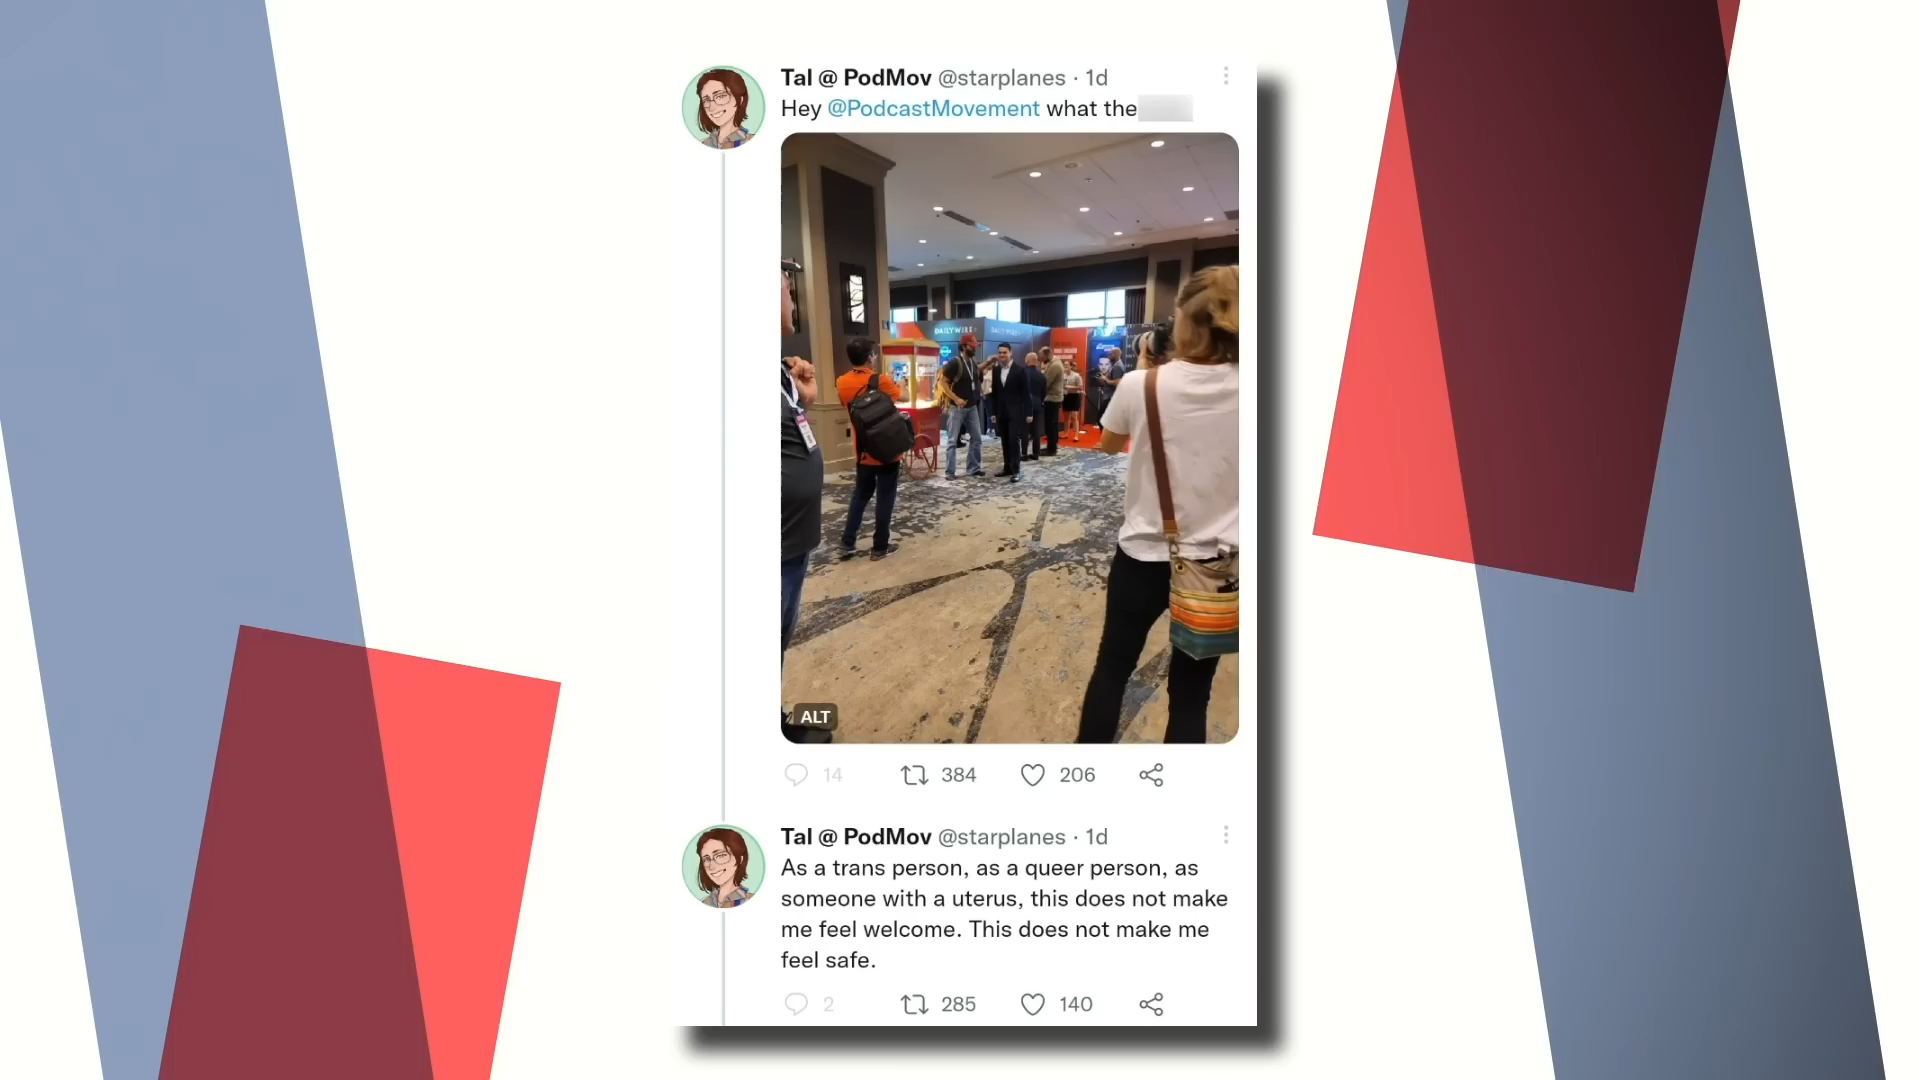 Tal @ PodMov @starplanes · 1d
Hey @PodcastMovement what the
DAILYWIRE+
DAILYWIRE+
ALT
14 384 206
Tal @ PodMov @starplanes · 1d
As a trans person, as a queer person, as
someone with a uterus, this does not make
me feel welcome. This does not make me
feel safe.
2 285 140